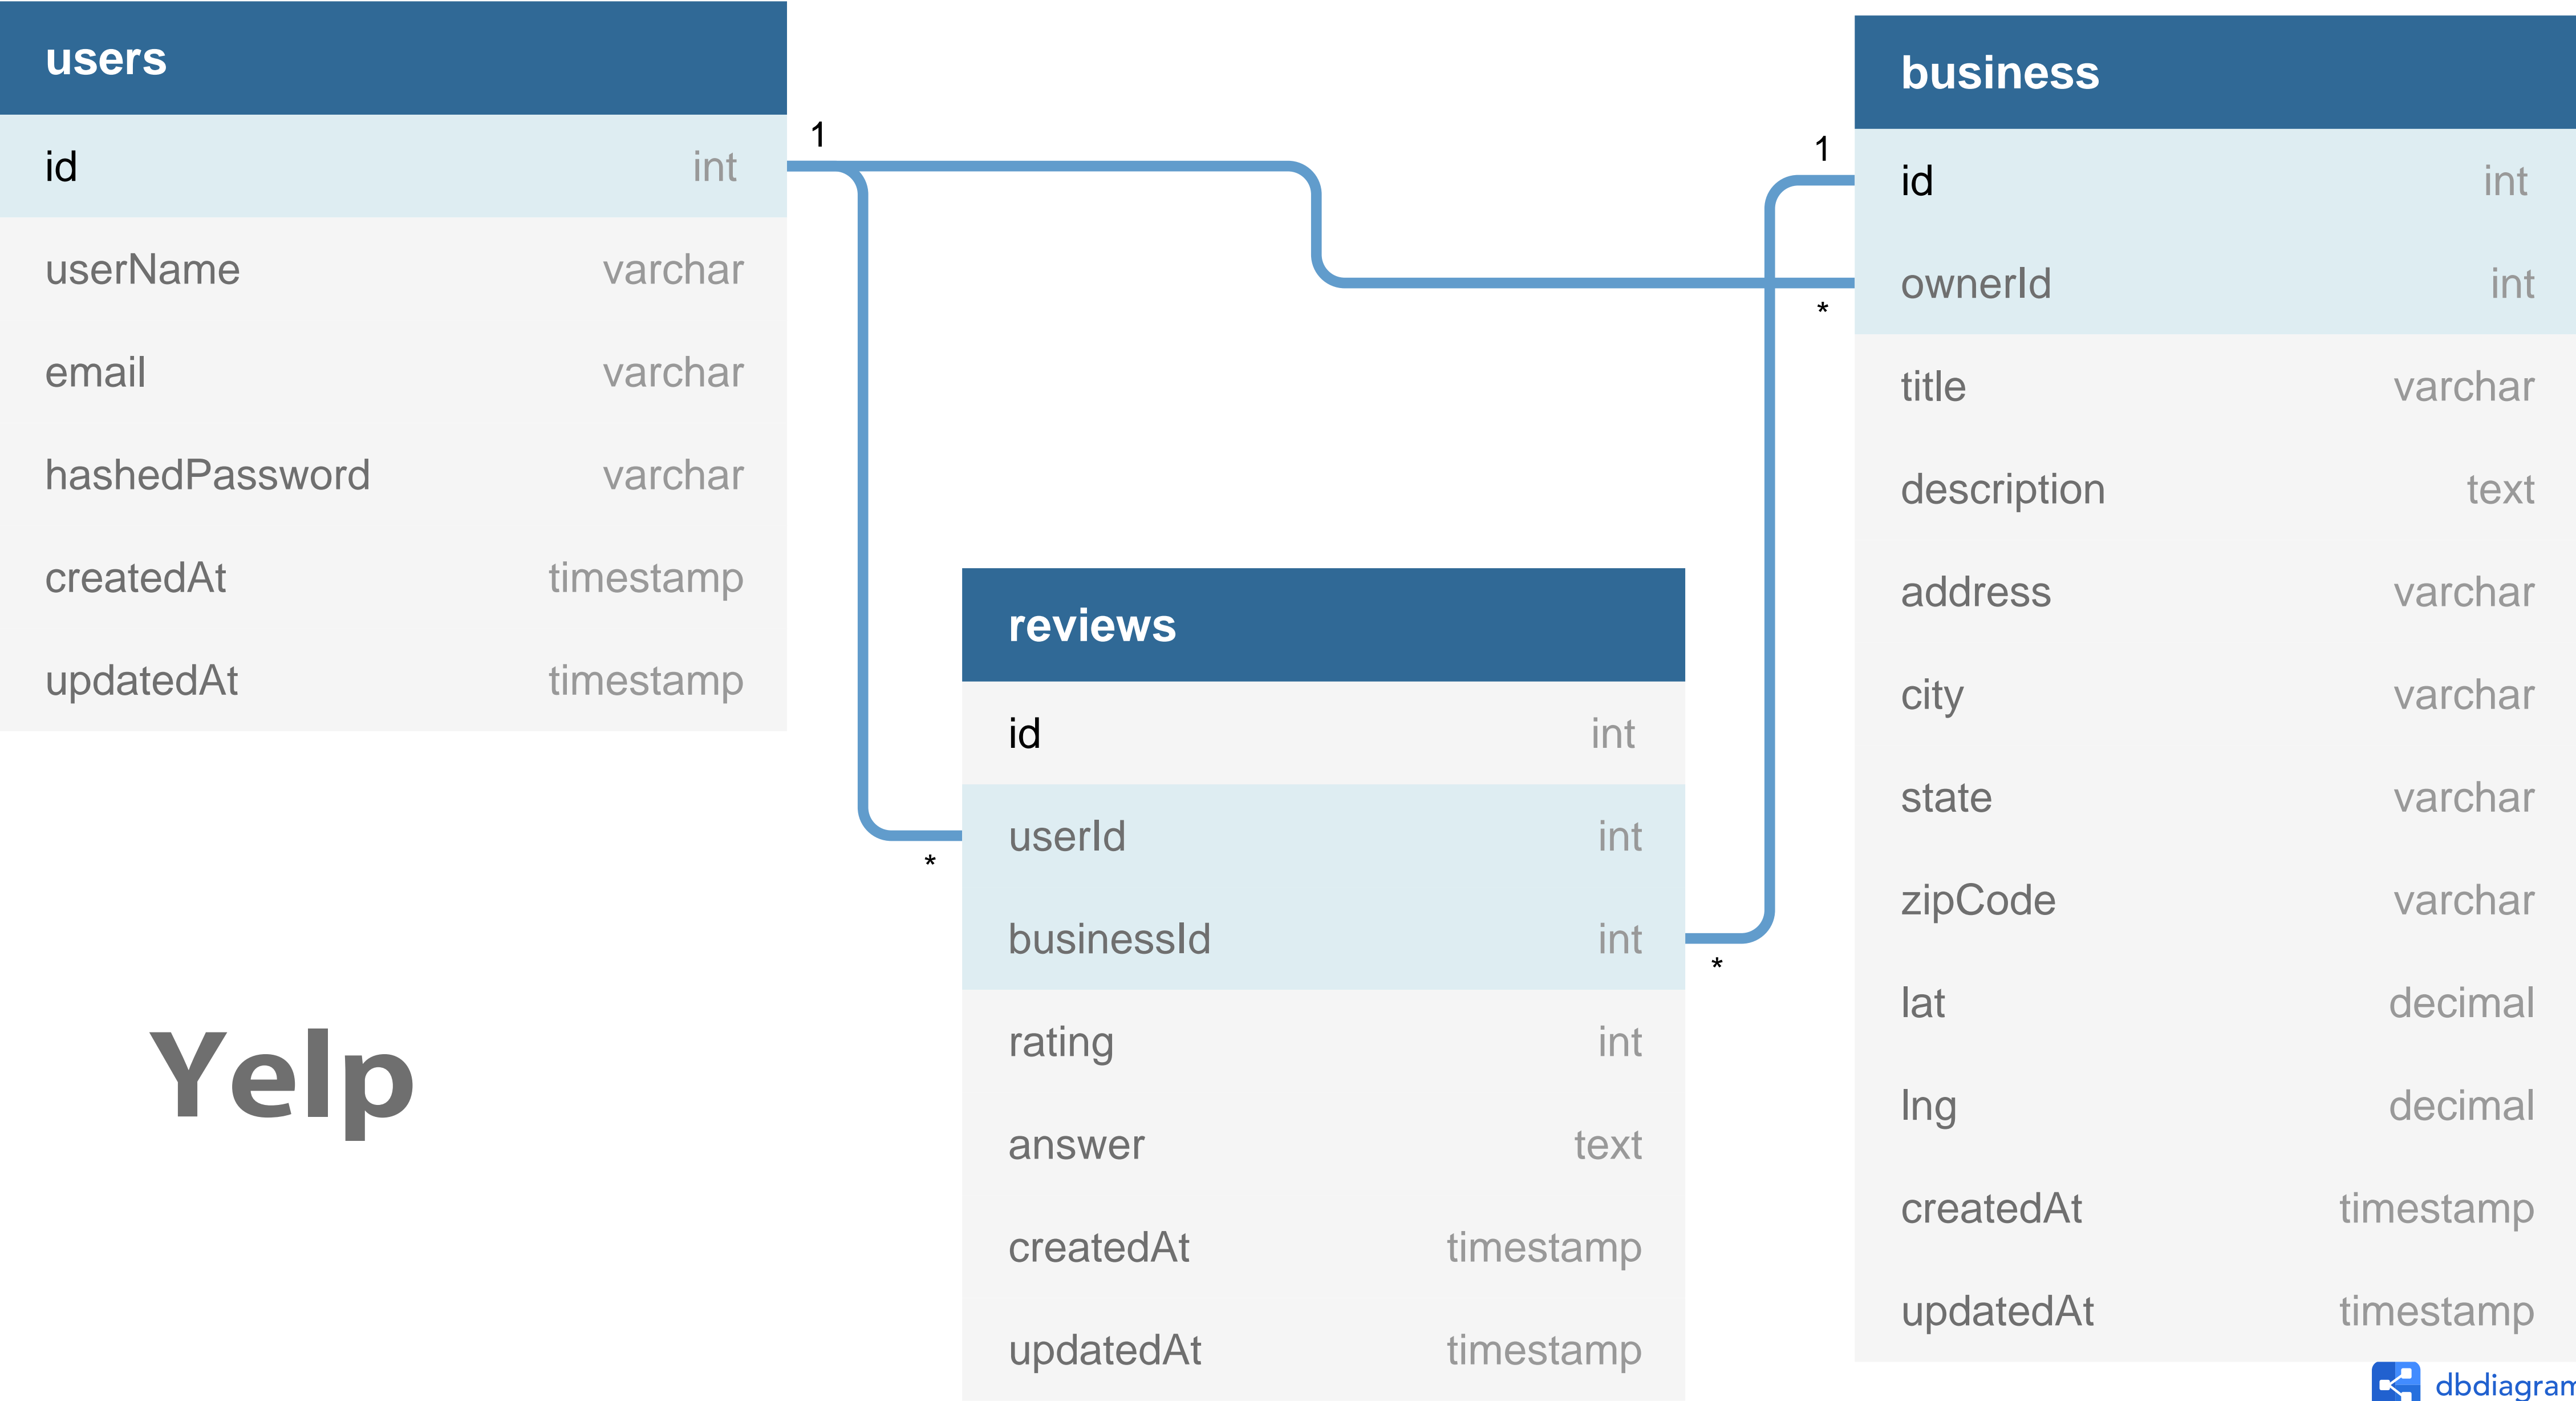 users
id int
userName varchar
email varchar
hashedPassword varchar
createdAt timestamp
updatedAt timestamp
1
*
reviews
id int
userId int
businessId int
rating int
answer text
createdAt timestamp
updatedAt timestamp
*
1
*
business
id int
ownerId int
title varchar
description text
address varchar
city varchar
state varchar
zipCode varchar
lat decimal
lng decimal
createdAt timestamp
updatedAt timestamp
Yelp
dbdiagram